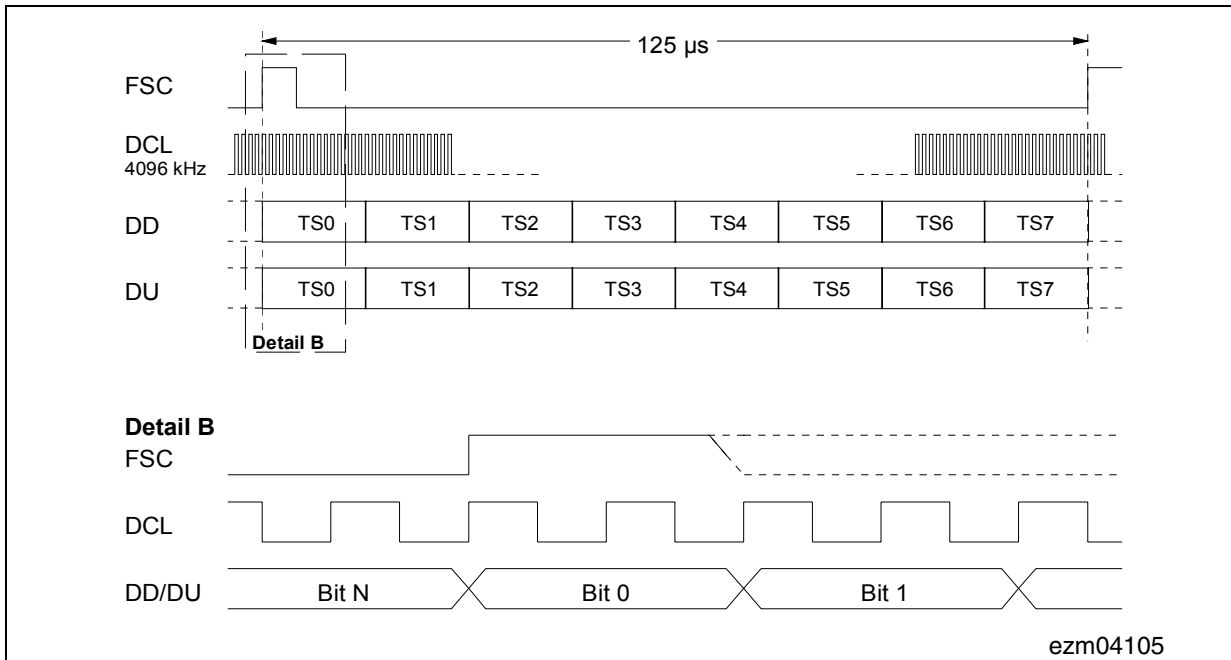 125 µs
FSC
DCL
4096 kHz
DD TS0 TS1 TS2 TS3 TS4 TS5 TS6 TS7
DU TS0 TS1 TS2 TS3 TS4 TS5 TS6 TS7
Detail B
Detail B
FSC
DCL
DD/DU Bit N Bit 0 Bit 1
ezm04105